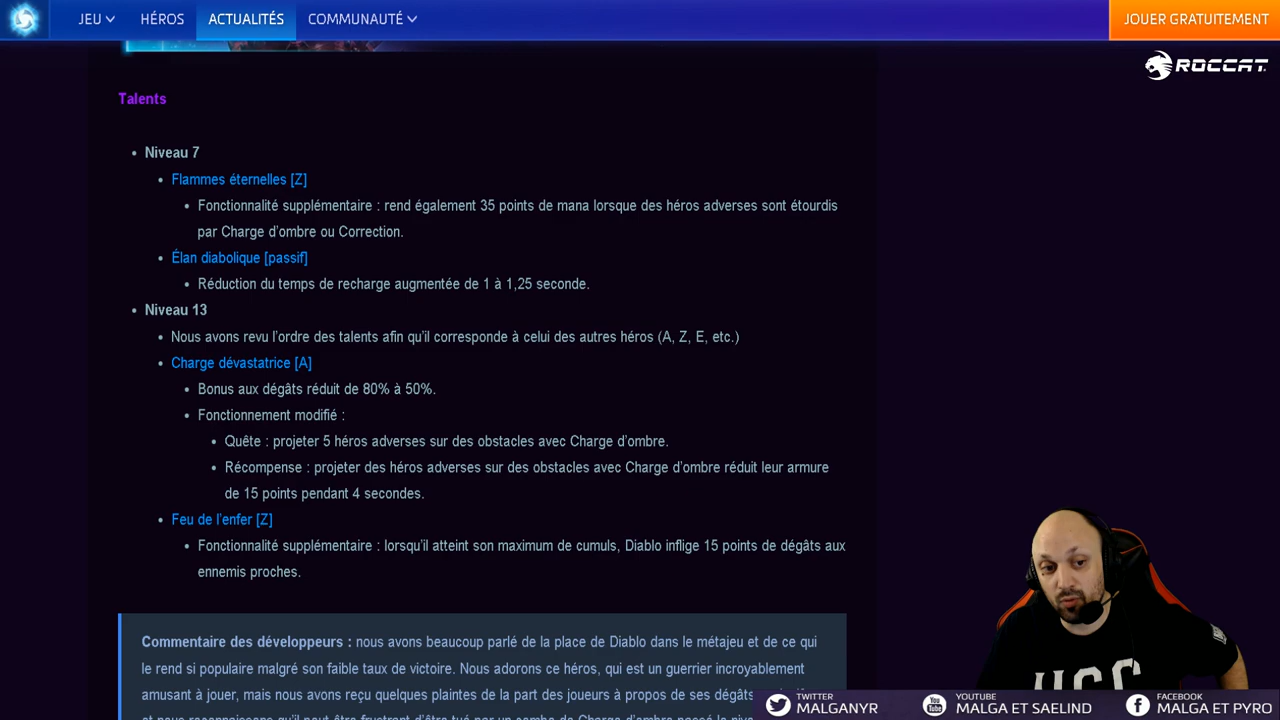 JEU HÉROS ACTUALITÉS COMMUNAUTÉ JOUER GRATUITEMENT
ROCCAT
Talents
Niveau 7
Flammes éternelles [Z]
Fonctionnalité supplémentaire : rend également 35 points de mana lorsque des héros adverses sont étourdis
par Charge d'ombre ou Correction.
Élan diabolique [passif]
Réduction du temps de recharge augmentée de 1 à 1,25 seconde.
Niveau 13
Nous avons revu l'ordre des talents afin qu'il corresponde à celui des autres héros (A, Z, E, etc.)
Charge dévastatrice [A]
Bonus aux dégâts réduit de 80% à 50%.
Fonctionnement modifié :
Quête : projeter 5 héros adverses sur des obstacles avec Charge d'ombre.
Récompense : projeter des héros adverses sur des obstacles avec Charge d'ombre réduit leur armure
de 15 points pendant 4 secondes.
Feu de l'enfer [Z]
Fonctionnalité supplémentaire : lorsqu'il atteint son maximum de cumuls, Diablo inflige 15 points de dégâts aux
ennemis proches.
Commentaire des développeurs : nous avons beaucoup parlé de la place de Diablo dans le métajeu et de ce qui
le rend si populaire malgré son faible taux de victoire. Nous adorons ce héros, qui est un guerrier incroyablement
amusant à jouer, mais nous avons reçu quelques plaintes de la part des joueurs à propos de ses dégâts
TWITTER
MALGANYR
YOUTUBE
MALGA ET SAELIND
FACEBOOK
MALGA ET PYRO